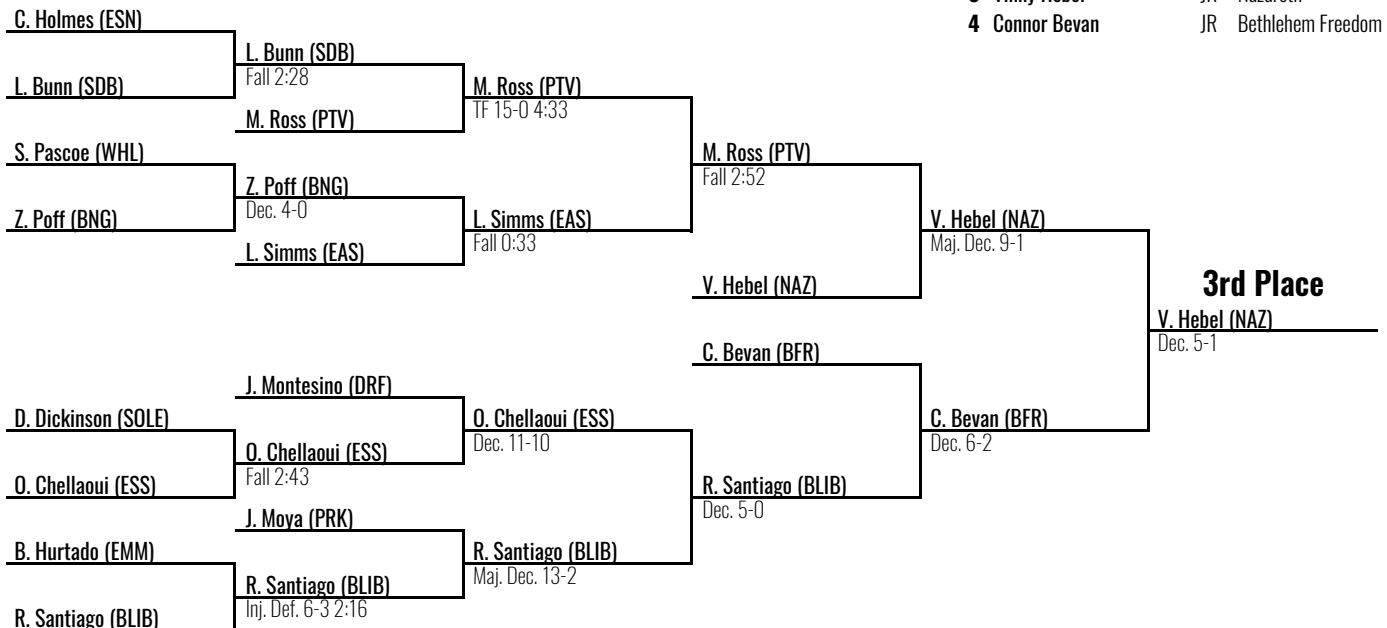 3 Vinny Hebel JR Nazareth
4 Connor Bevan JR Bethlehem Freedom
C. Holmes (ESN)
L. Bunn (SDB)
Fall 2:28
L. Bunn (SDB)
M. Ross (PTV)
TF 15-0 4:33
M. Ross (PTV)
S. Pascoe (WHL)
M. Ross (PTV)
Fall 2:52
Z. Poff (BNG)
Dec. 4-0
Z. Poff (BNG)
L. Simms (EAS)
Fall 0:33
V. Hebel (NAZ)
Maj. Dec. 9-1
L. Simms (EAS)
V. Hebel (NAZ)
3rd Place
V. Hebel (NAZ)
Dec. 5-1
C. Bevan (BFR)
J. Montesino (DRF)
D. Dickinson (SOLE)
O. Chellaoui (ESS)
Dec. 11-10
C. Bevan (BFR)
Dec. 6-2
O. Chellaoui (ESS)
Fall 2:43
O. Chellaoui (ESS)
R. Santiago (BLIB)
Dec. 5-0
J. Moya (PRK)
B. Hurtado (EMM)
R. Santiago (BLIB)
Maj. Dec. 13-2
R. Santiago (BLIB)
Inj. Def. 6-3 2:16
R. Santiago (BLIB)